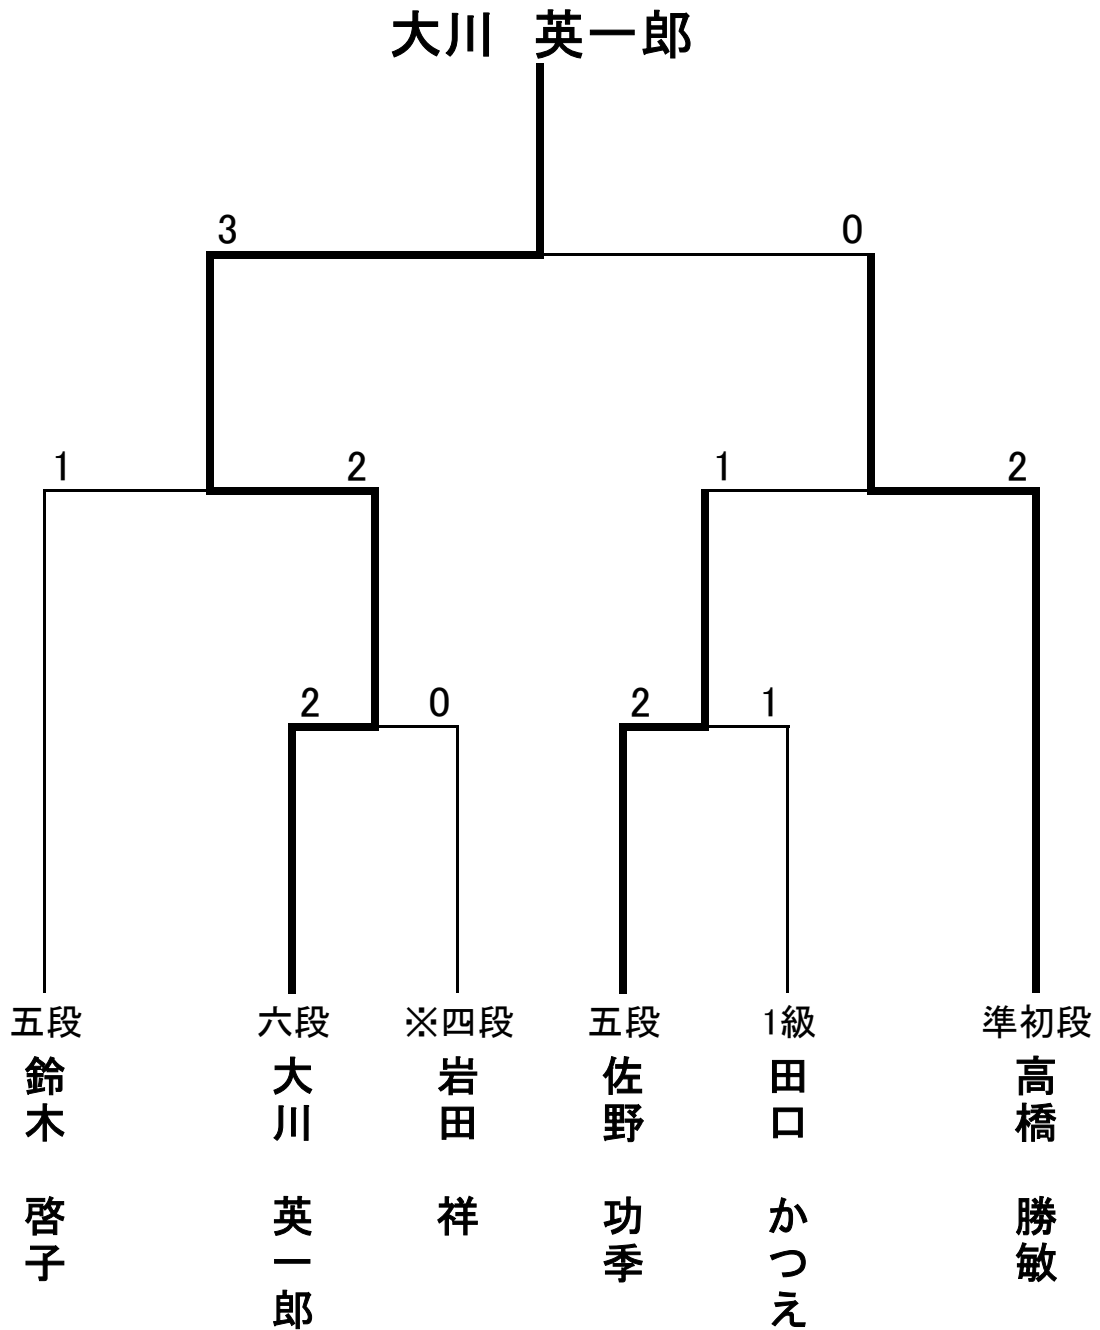 大川　英一郎
3 0
1 2 1 2
2 0 2 1
五段 六段 ※四段 五段 1級 準初段
鈴木　啓子
大川　英一郎
岩田　祥
佐野　功季
田口　かつえ
高橋　勝敏